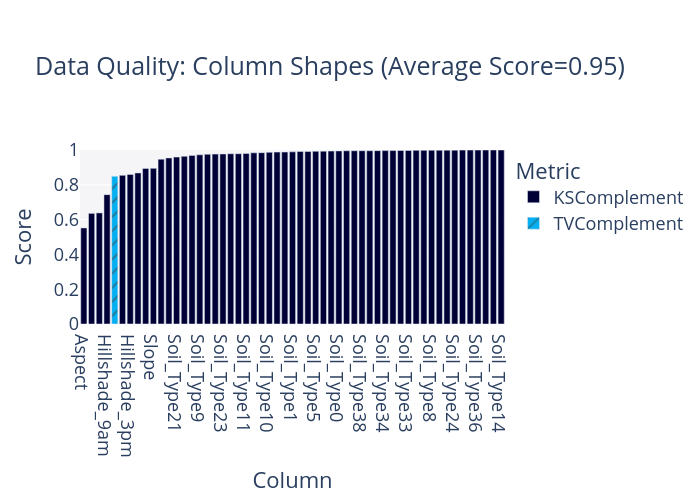 Data Quality: Column Shapes (Average Score=0.95)
Score
1
0.8
0.6
0.4
0.2
0
Metric
KSComplement
TVComplement
Aspect
Hillshade_9am
Hillshade_3pm
Slope
Soil_Type21
Soil_Type9
Soil_Type23
Soil_Type11
Soil_Type10
Soil_Type1
Soil_Type5
Soil_Type0
Soil_Type38
Soil_Type34
Soil_Type33
Soil_Type8
Soil_Type24
Soil_Type36
Soil_Type14
Column